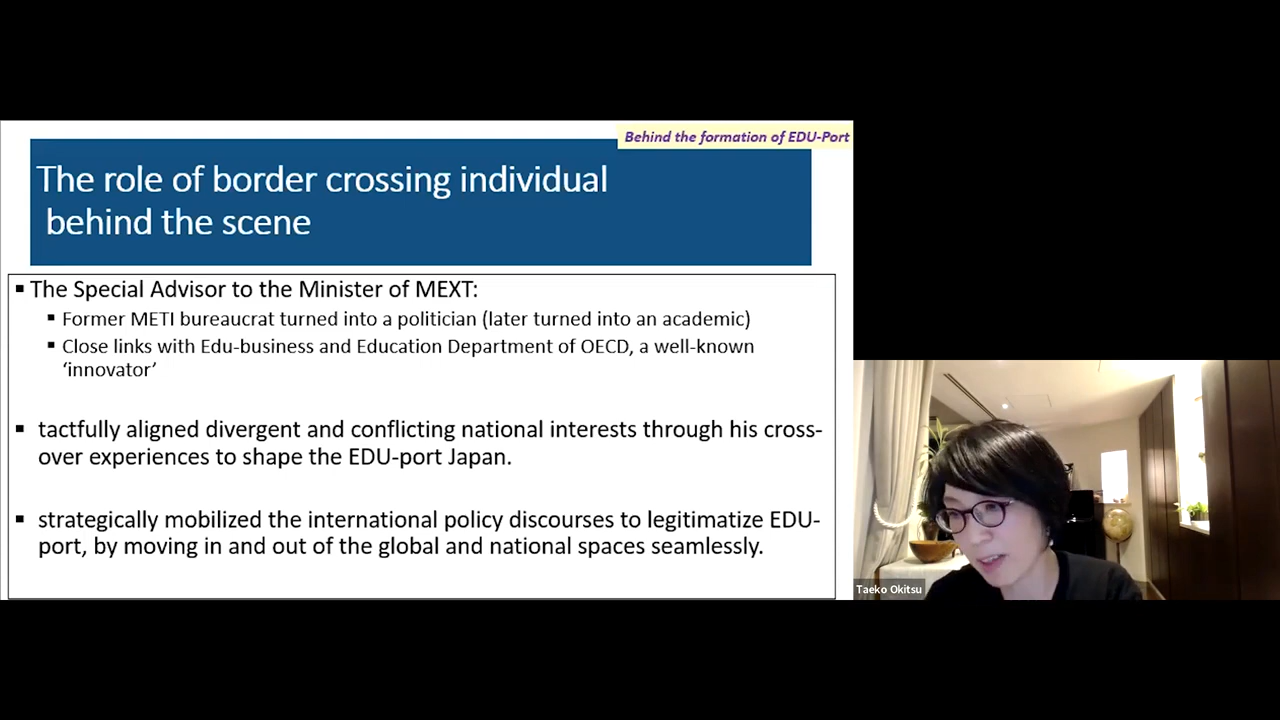 Behind the formation of EDU-Port
The role of border crossing individual
behind the scene
▪ The Special Advisor to the Minister of MEXT:
▪ Former METI bureaucrat turned into a politician (later turned into an academic)
▪ Close links with Edu-business and Education Department of OECD, a well-known
‘innovator’
▪ tactfully aligned divergent and conflicting national interests through his cross-
over experiences to shape the EDU-port Japan.
▪ strategically mobilized the international policy discourses to legitimatize EDU-
port, by moving in and out of the global and national spaces seamlessly.
Taeko Okitsu